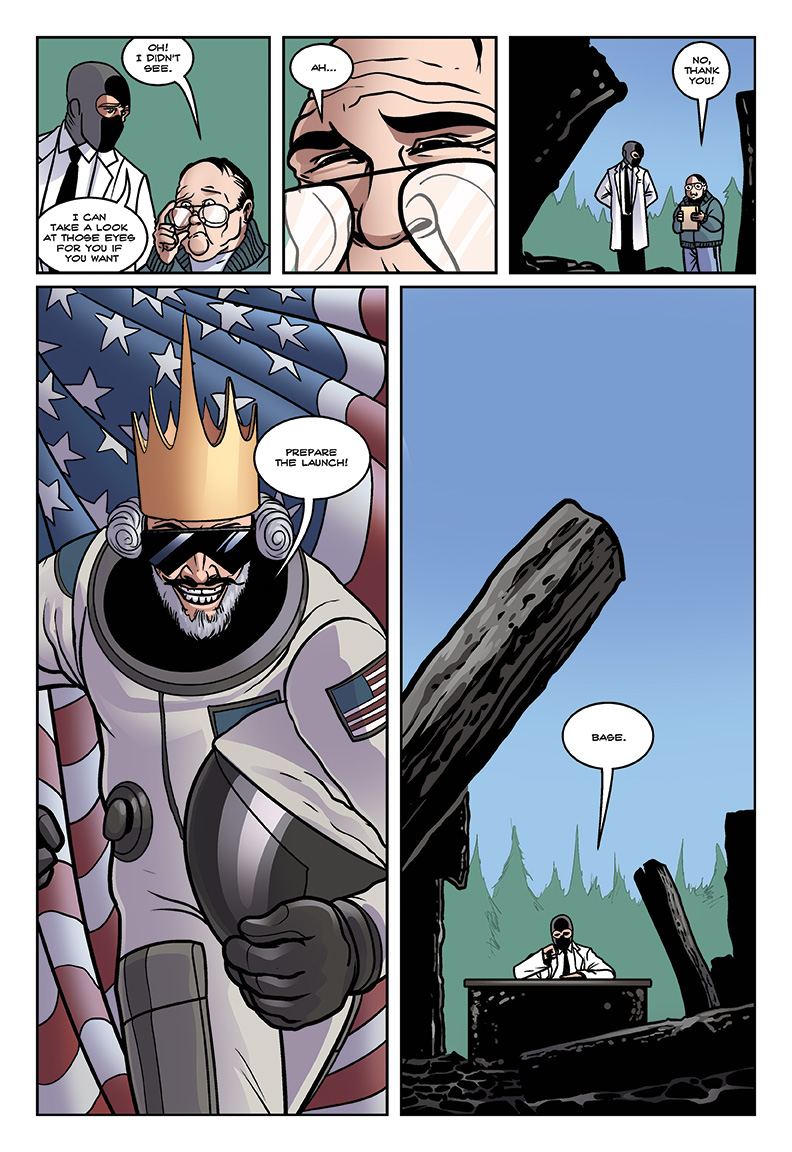 OH!
I DIDN'T
SEE.
I CAN
TAKE A LOOK
AT THOSE EYES
FOR YOU IF
YOU WANT
AH...
NO,
THANK
YOU!
PREPARE
THE LAUNCH!
BASE.